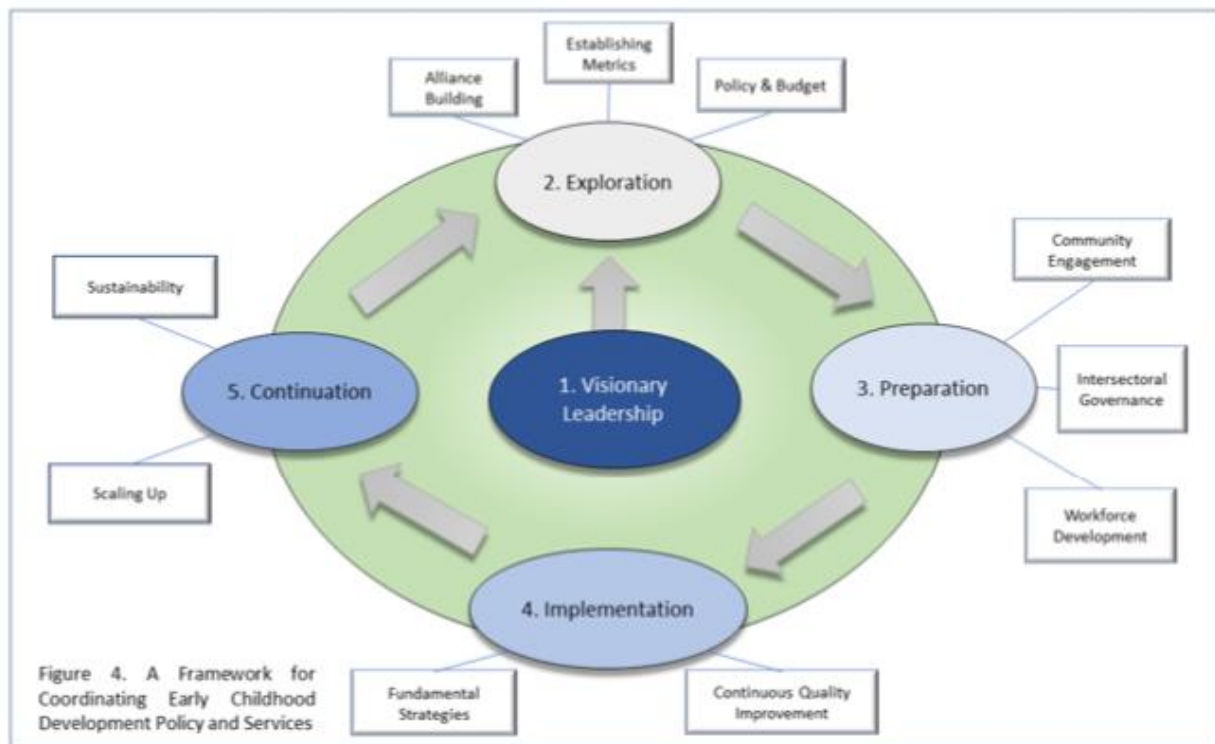 Establishing
Metrics
Alliance
Building
Policy & Budget
2. Exploration
Community
Engagement
Sustainability
1. Visionary
Leadership
3. Preparation
Intersectoral
Governance
5. Continuation
Scaling Up
Workforce
Development
4. Implementation
Fundamental
Strategies
Continuous Quality
Improvement
Figure 4. A Framework for
Coordinating Early Childhood
Development Policy and Services